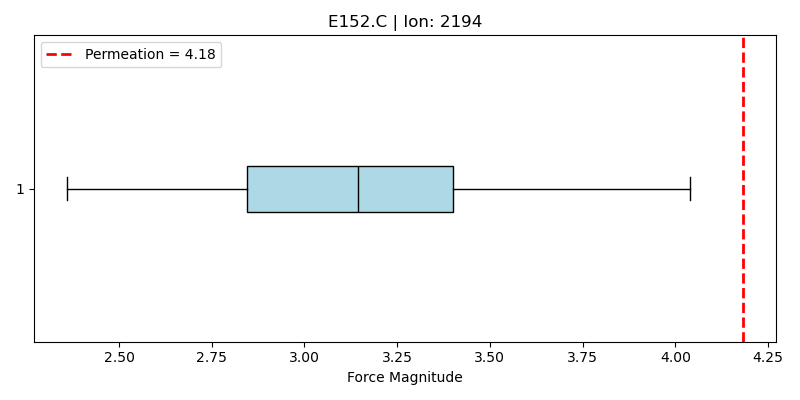 E152.C | Ion: 2194
Permeation = 4.18
1
2.50 2.75 3.00 3.25 3.50 3.75 4.00 4.25
Force Magnitude